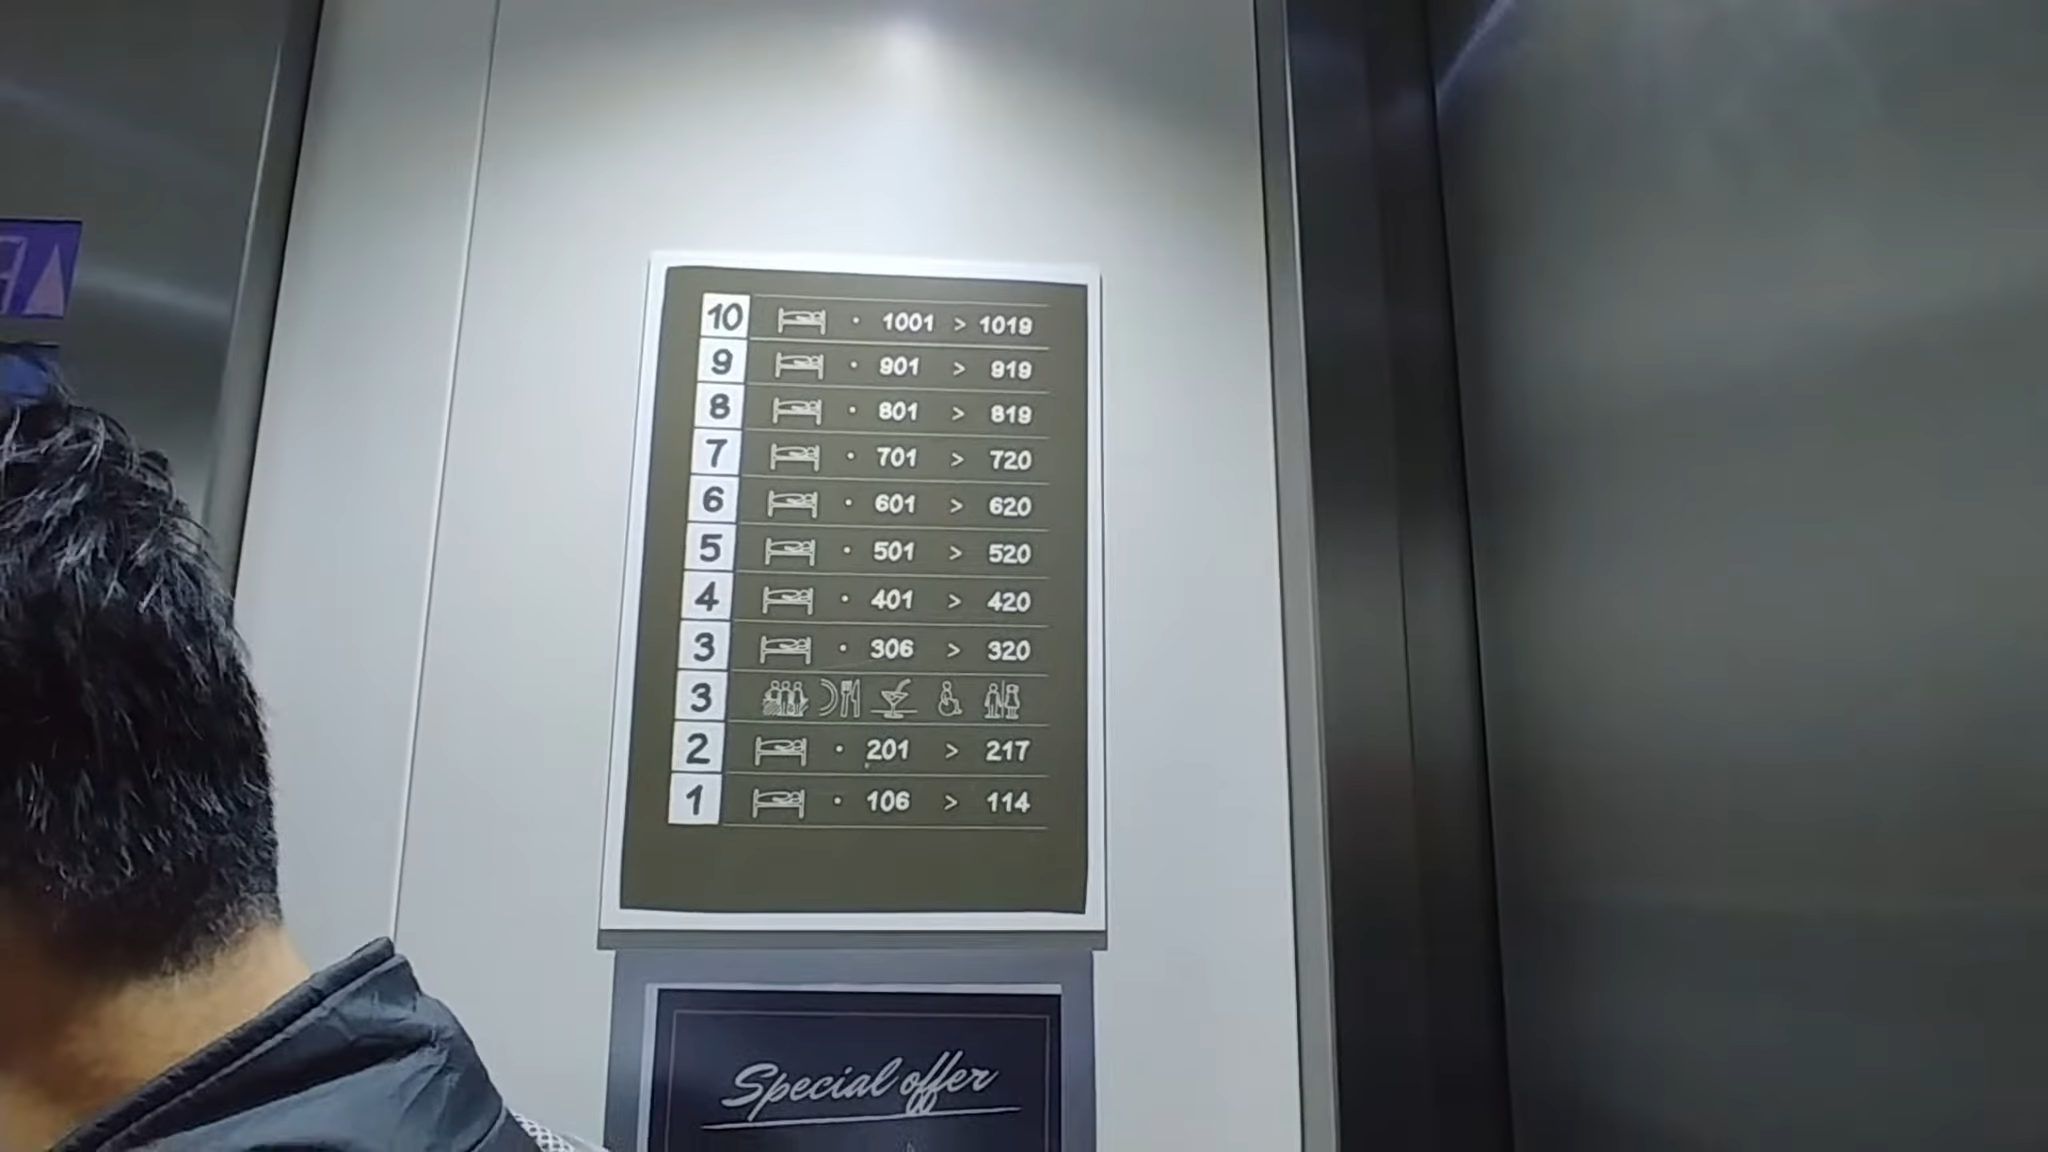 10 · 1001 > 1019
9 · 901 > 919
8 · 801 > 819
7 · 701 > 720
6 · 601 > 620
5 · 501 > 520
4 · 401 > 420
3 · 306 > 320
3
2 · 201 > 217
1 · 106 > 114
Special offer